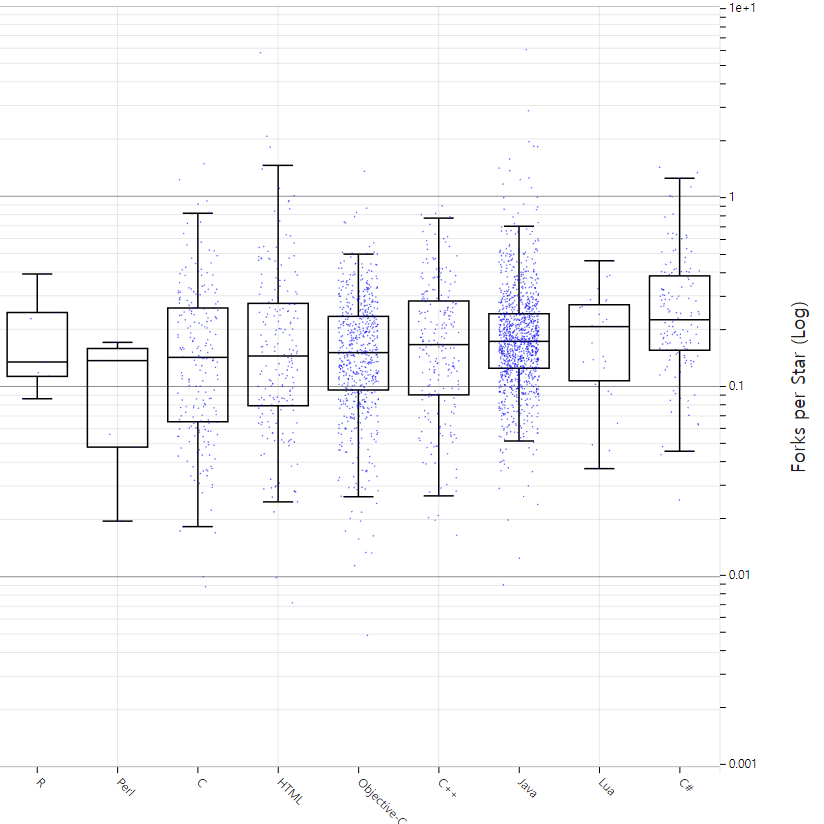 1e+1
1
0.1
0.01
0.001
Forks per Star (Log)
R
Perl
C
HTML
Objective-C
C++
Java
Lua
C#